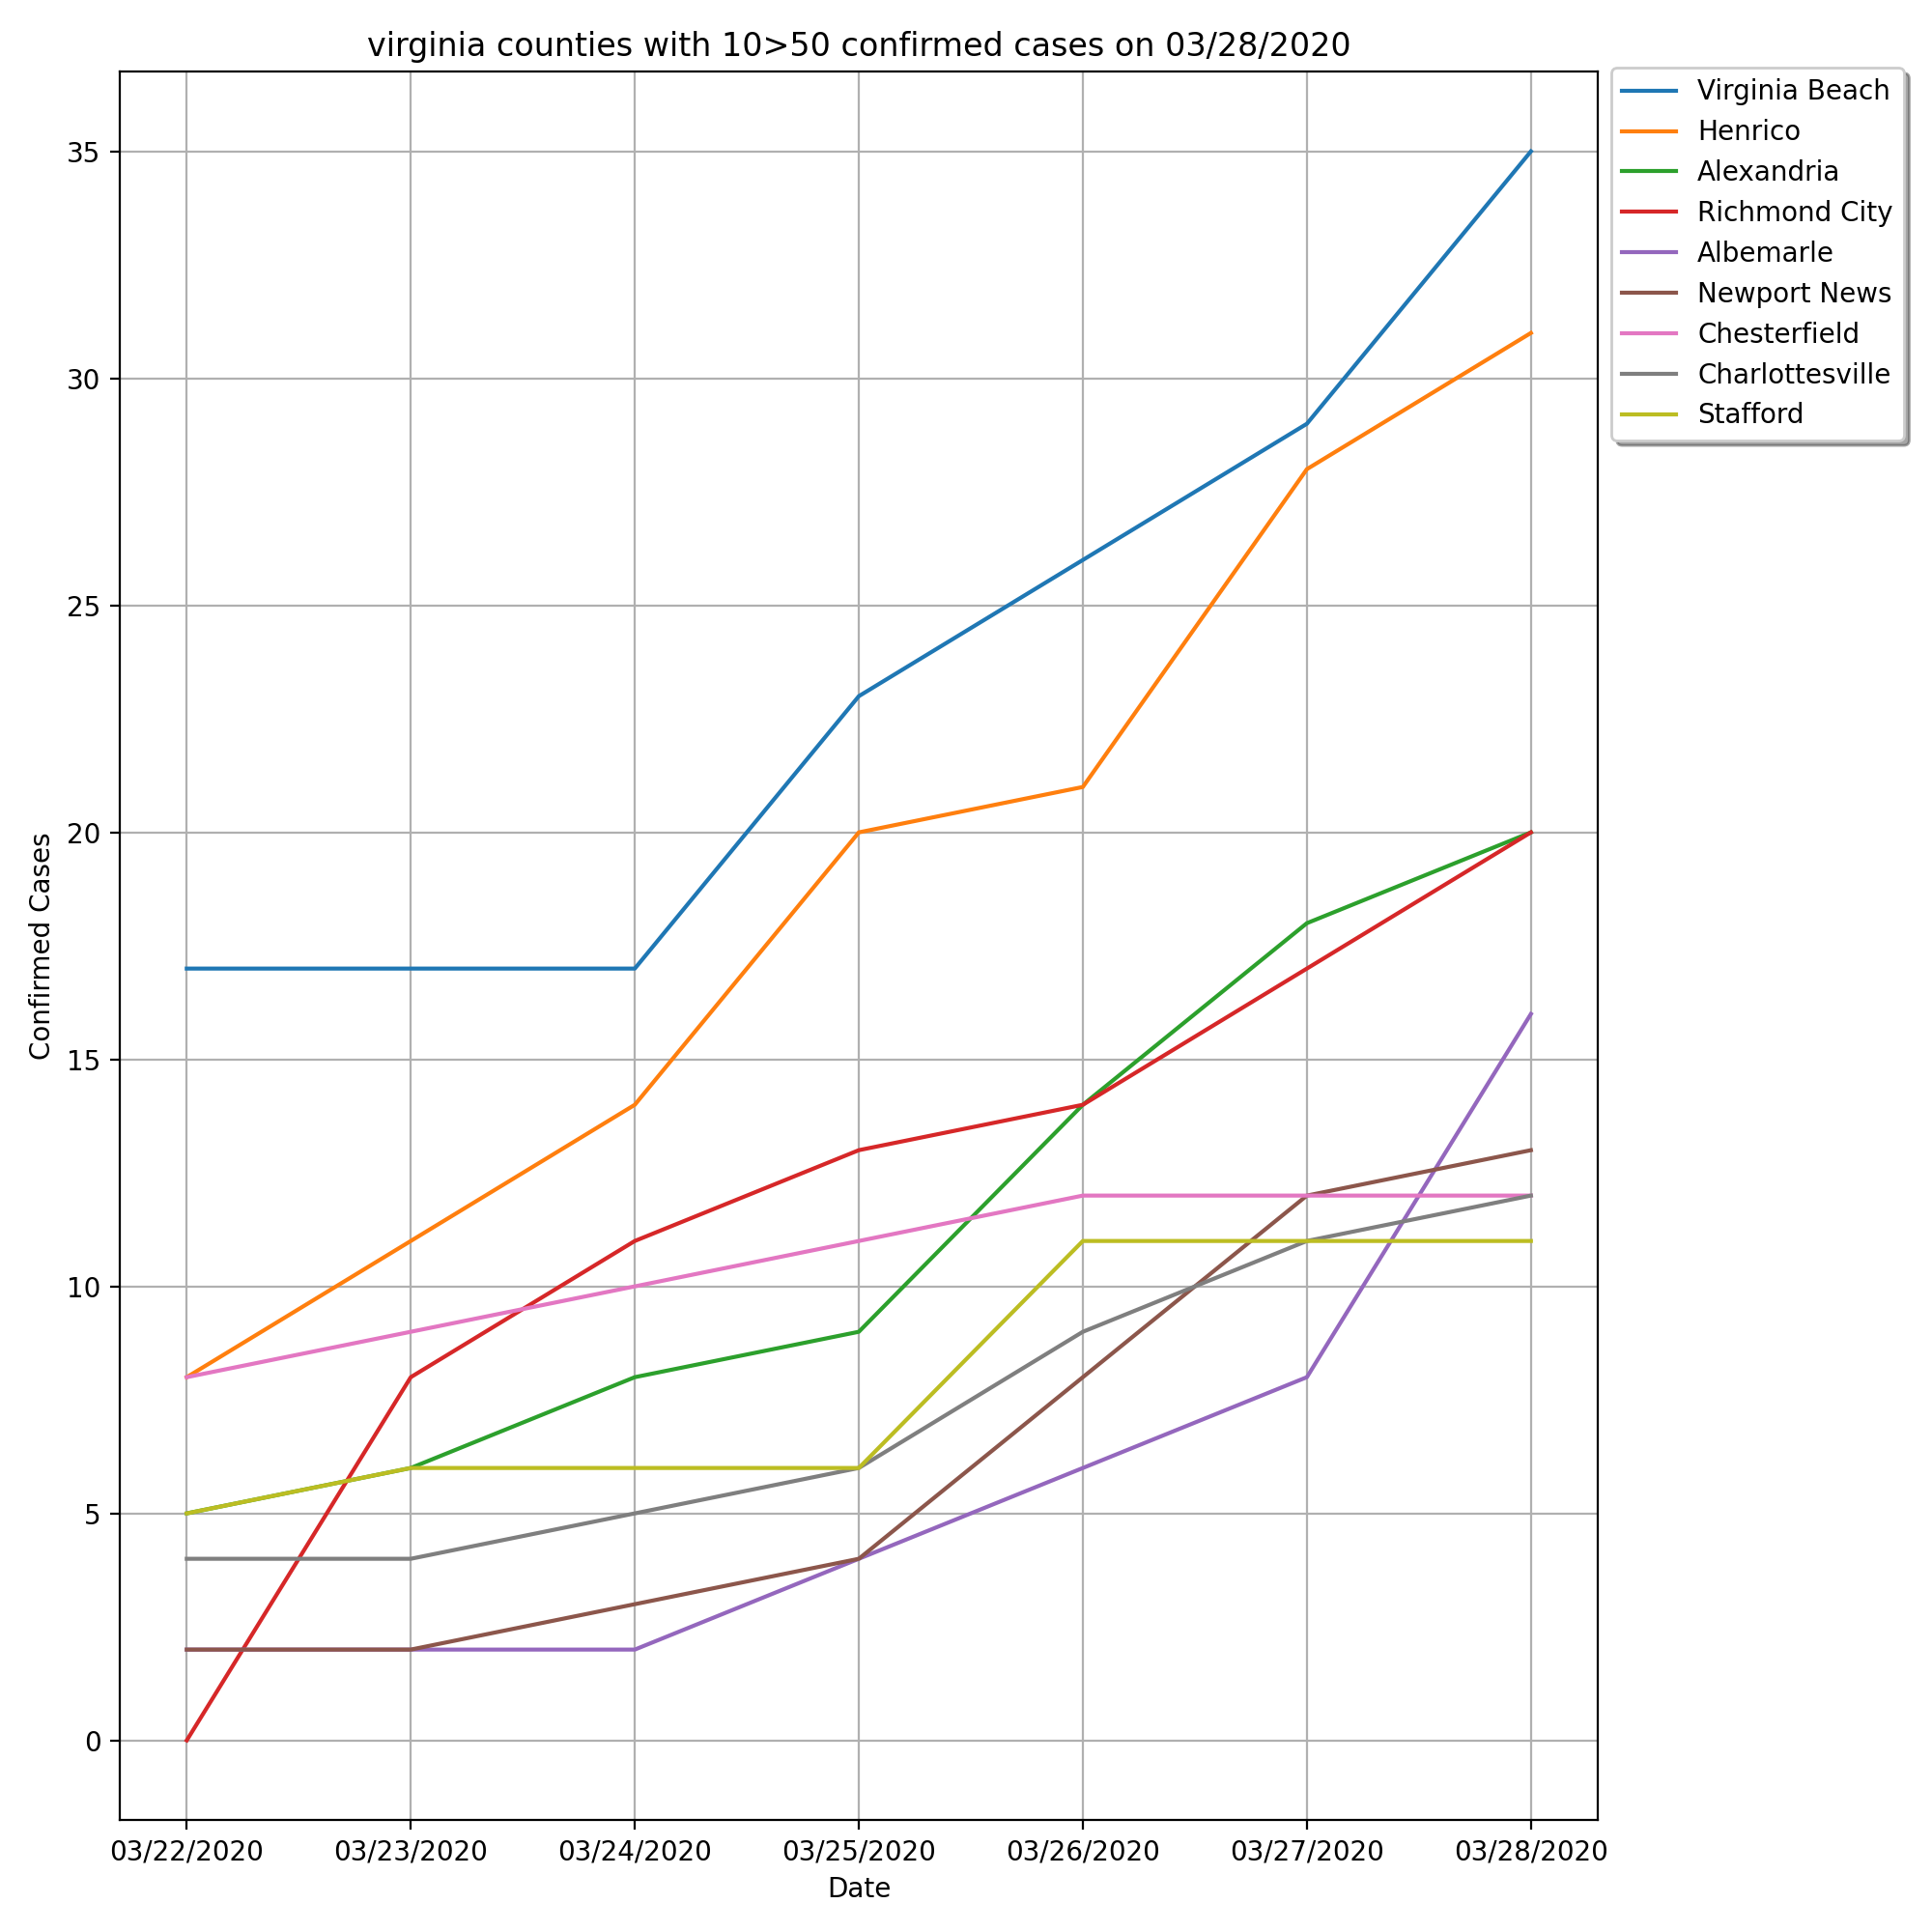 virginia counties with 10>50 confirmed cases on 03/28/2020
Virginia Beach
Henrico
Alexandria
Richmond City
Albemarle
Newport News
Chesterfield
Charlottesville
Stafford
Confirmed Cases
35
30
25
20
15
10
5
0
03/22/2020 03/23/2020 03/24/2020 03/25/2020 03/26/2020 03/27/2020 03/28/2020
Date